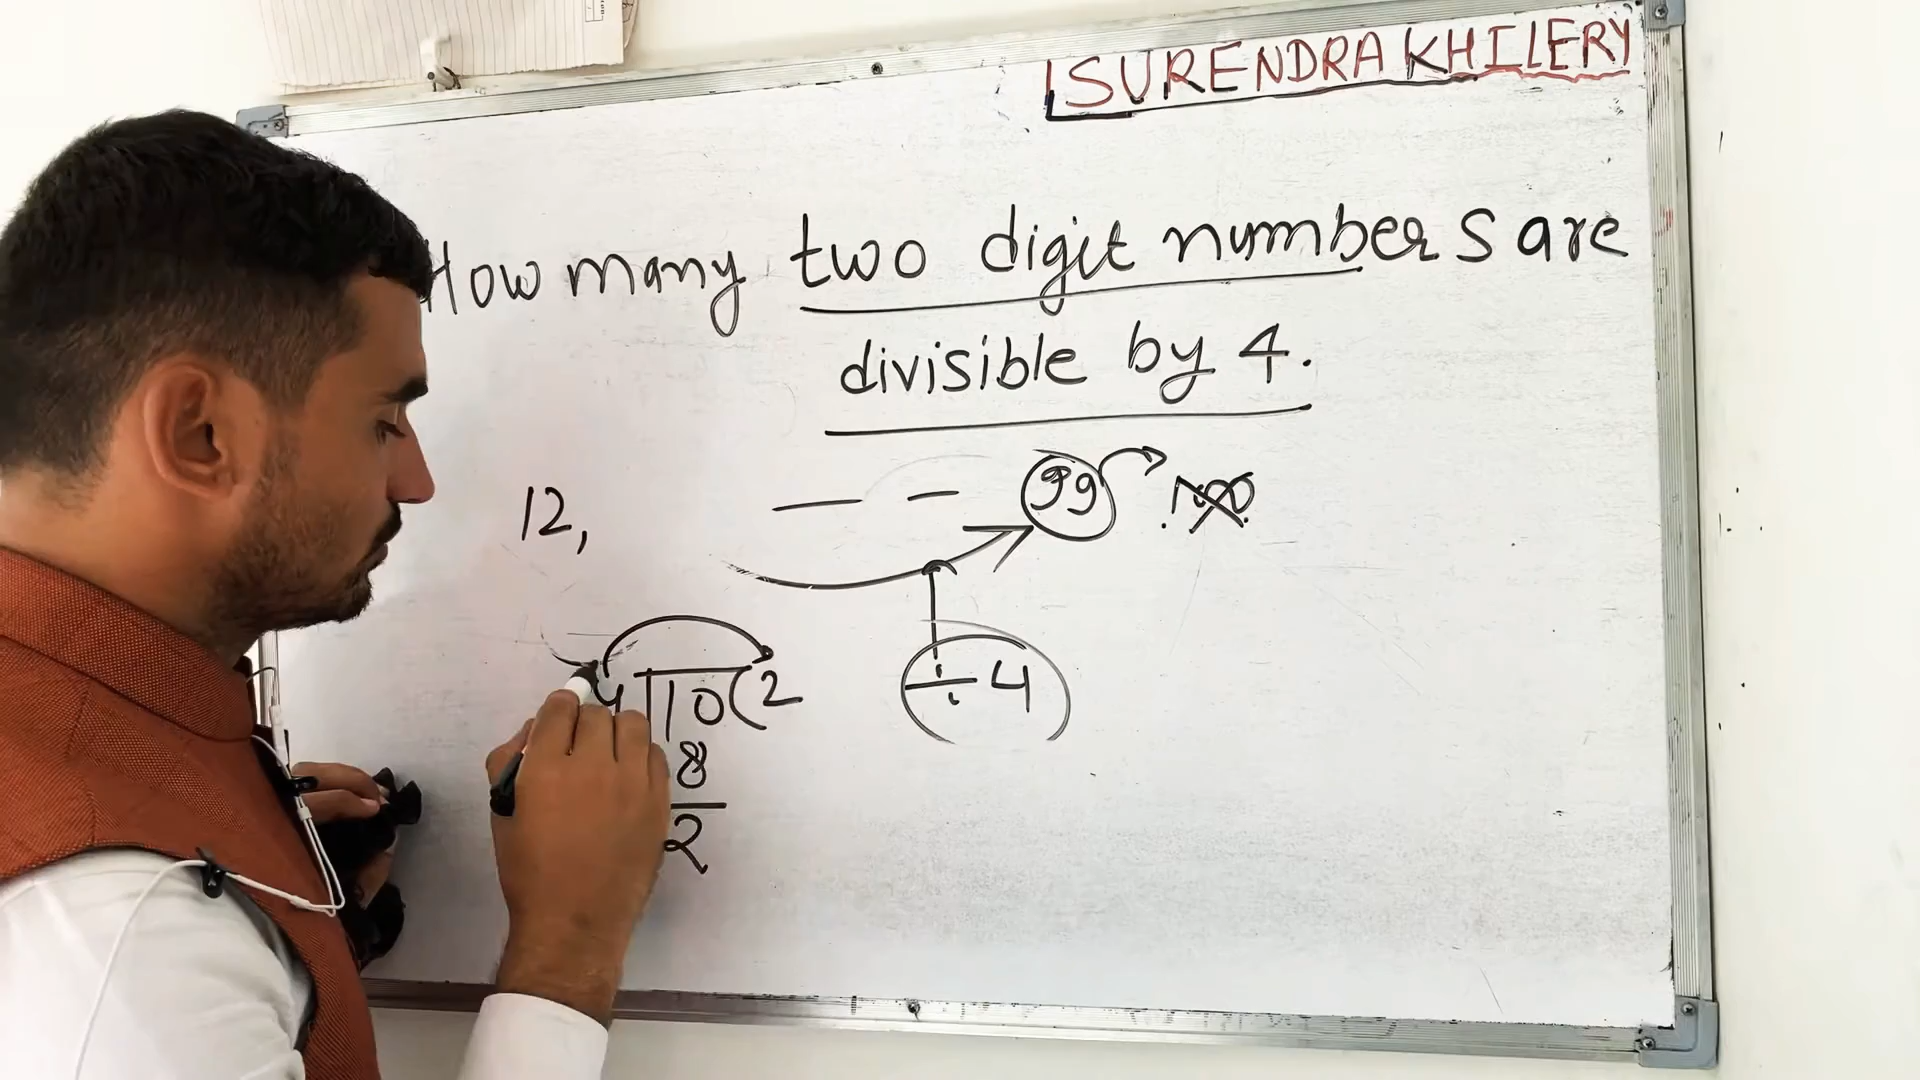 SURENDRA KHILERY
How many two digit numbers are
divisible by 4.
12, — — 99 100
4 10 ( 2
÷ 4
8
2